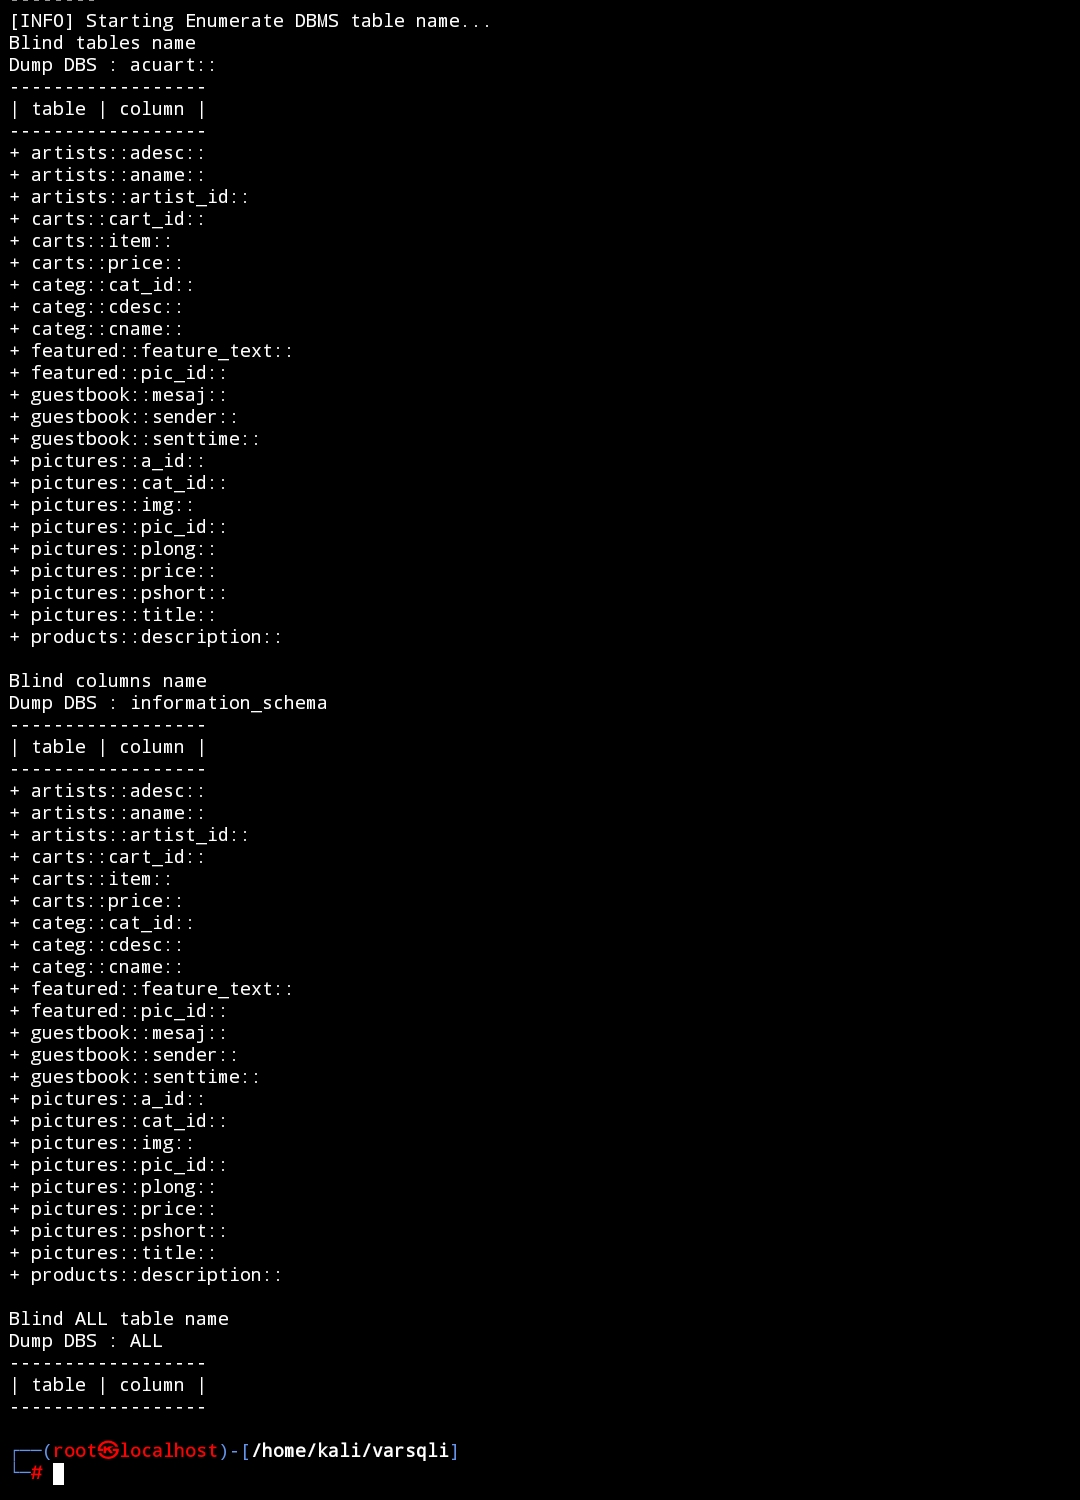 --------
[INFO] Starting Enumerate DBMS table name...
Blind tables name
Dump DBS : acuart::
------------------
| table | column |
------------------
+ artists::adesc::
+ artists::aname::
+ artists::artist_id::
+ carts::cart_id::
+ carts::item::
+ carts::price::
+ categ::cat_id::
+ categ::cdesc::
+ categ::cname::
+ featured::feature_text::
+ featured::pic_id::
+ guestbook::mesaj::
+ guestbook::sender::
+ guestbook::senttime::
+ pictures::a_id::
+ pictures::cat_id::
+ pictures::img::
+ pictures::pic_id::
+ pictures::plong::
+ pictures::price::
+ pictures::pshort::
+ pictures::title::
+ products::description::

Blind columns name
Dump DBS : information_schema
------------------
| table | column |
------------------
+ artists::adesc::
+ artists::aname::
+ artists::artist_id::
+ carts::cart_id::
+ carts::item::
+ carts::price::
+ categ::cat_id::
+ categ::cdesc::
+ categ::cname::
+ featured::feature_text::
+ featured::pic_id::
+ guestbook::mesaj::
+ guestbook::sender::
+ guestbook::senttime::
+ pictures::a_id::
+ pictures::cat_id::
+ pictures::img::
+ pictures::pic_id::
+ pictures::plong::
+ pictures::price::
+ pictures::pshort::
+ pictures::title::
+ products::description::

Blind ALL table name
Dump DBS : ALL
------------------
| table | column |
------------------

┌──(root㉿localhost)-[/home/kali/varsqli]
└─#